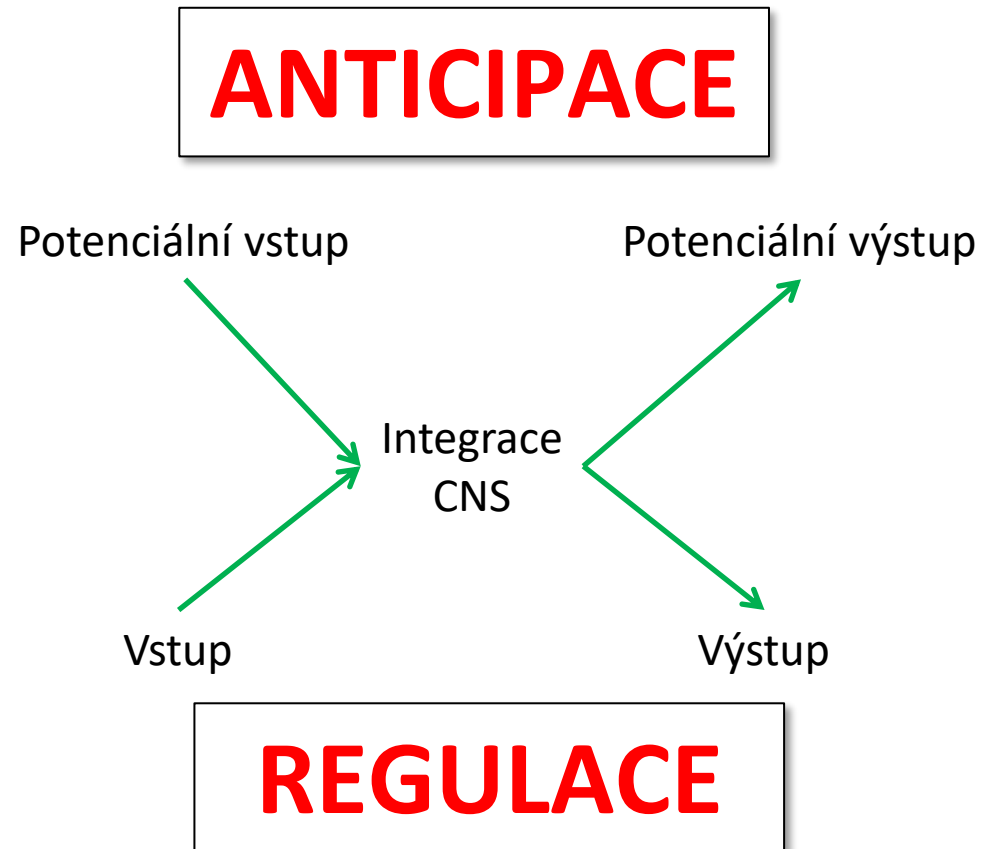 ANTICIPACE
Potenciální vstup
Potenciální výstup
Integrace
CNS
Vstup
Výstup
REGULACE